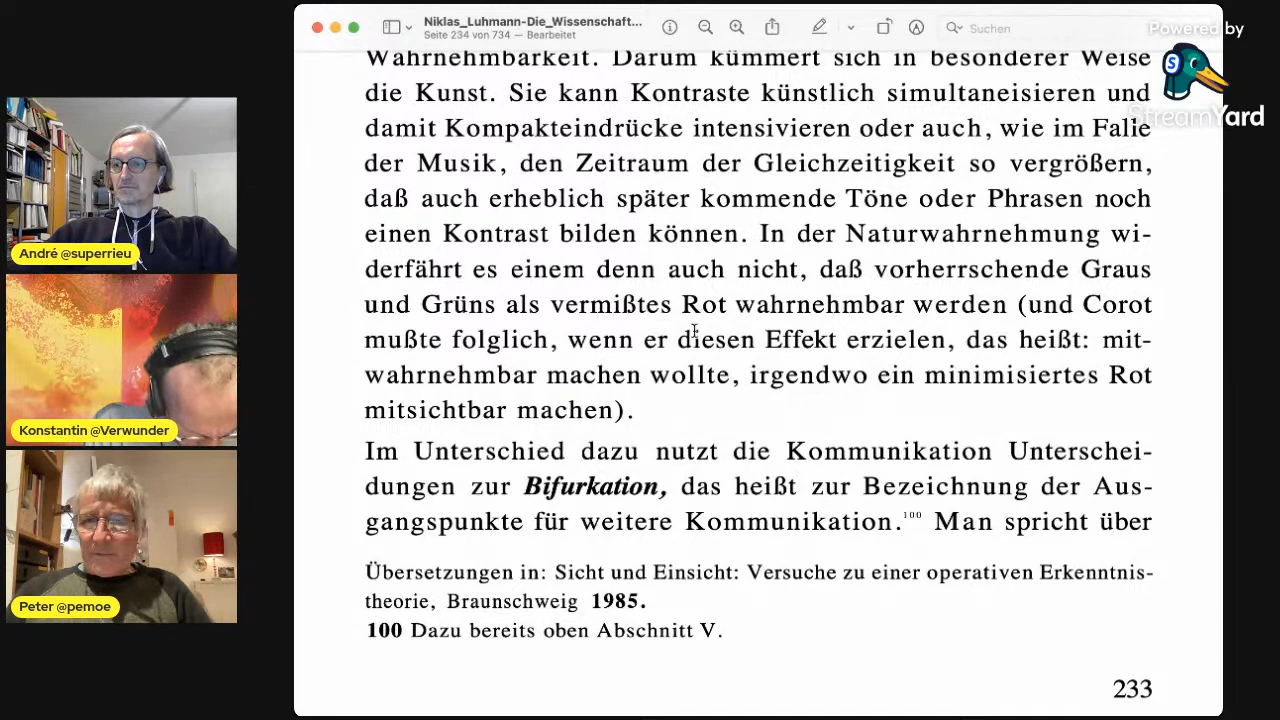 Niklas_Luhmann-Die_Wissenschaft...
Seite 234 von 734 – Bearbeitet
Suchen
Powered by
StreamYard
Wahrnehmbarkeit. Darum kümmert sich in besonderer Weise
die Kunst. Sie kann Kontraste künstlich simultaneisieren und
damit Kompakteindrücke intensivieren oder auch, wie im Falle
der Musik, den Zeitraum der Gleichzeitigkeit so vergrößern,
daß auch erheblich später kommende Töne oder Phrasen noch
einen Kontrast bilden können. In der Naturwahrnehmung wi-
derfährt es einem denn auch nicht, daß vorherrschende Graus
und Grüns als vermißtes Rot wahrnehmbar werden (und Corot
mußte folglich, wenn er diesen Effekt erzielen, das heißt: mit-
wahrnehmbar machen wollte, irgendwo ein minimisiertes Rot
mitsichtbar machen).
Im Unterschied dazu nutzt die Kommunikation Unterschei-
dungen zur Bifurkation, das heißt zur Bezeichnung der Aus-
gangspunkte für weitere Kommunikation.100 Man spricht über
Übersetzungen in: Sicht und Einsicht: Versuche zu einer operativen Erkenntnis-
theorie, Braunschweig 1985.
100 Dazu bereits oben Abschnitt V.
233
André @superrieu
Konstantin @Verwunder
Peter @pemoe